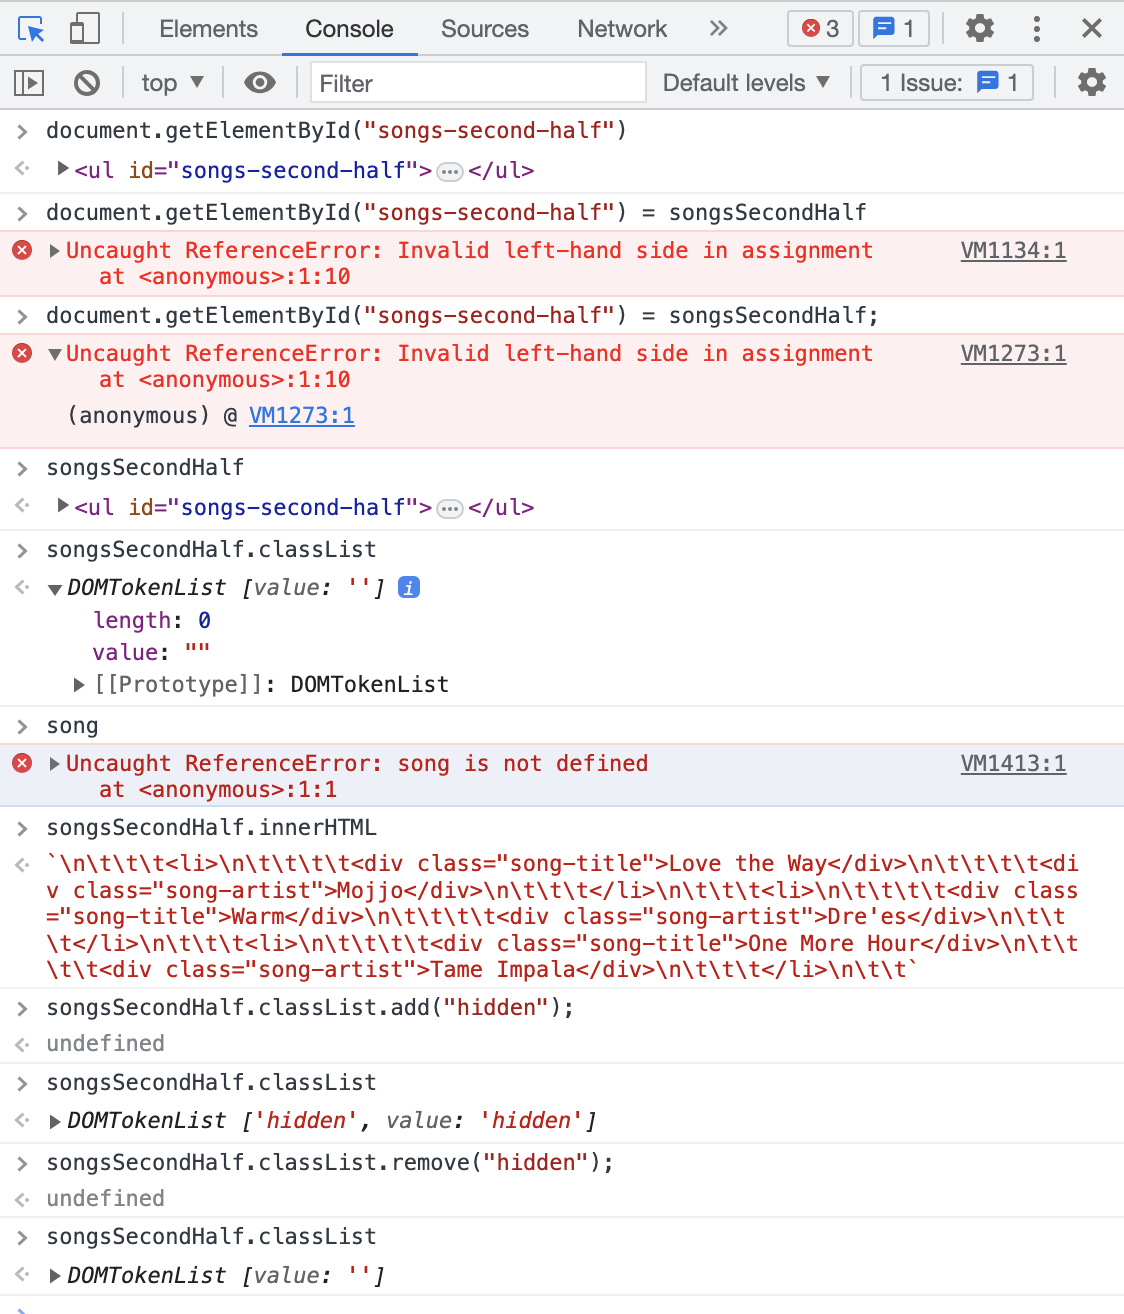 Elements Console Sources Network 3 1
top Filter Default levels 1 Issue: 1
document.getElementById("songs-second-half")
<ul id="songs-second-half">…</ul>
document.getElementById("songs-second-half") = songsSecondHalf
Uncaught ReferenceError: Invalid left-hand side in assignment VM1134:1
at <anonymous>:1:10
document.getElementById("songs-second-half") = songsSecondHalf;
Uncaught ReferenceError: Invalid left-hand side in assignment VM1273:1
at <anonymous>:1:10
(anonymous) @ VM1273:1
songsSecondHalf
<ul id="songs-second-half">…</ul>
songsSecondHalf.classList
DOMTokenList [value: ''] i
length: 0
value: ""
[[Prototype]]: DOMTokenList
song
Uncaught ReferenceError: song is not defined VM1413:1
at <anonymous>:1:1
songsSecondHalf.innerHTML
`\n\t\t\t<li>\n\t\t\t\t<div class="song-title">Love the Way</div>\n\t\t\t\t<di
v class="song-artist">Mojjo</div>\n\t\t\t</li>\n\t\t\t<li>\n\t\t\t\t<div class
="song-title">Warm</div>\n\t\t\t\t<div class="song-artist">Dre'es</div>\n\t\t
\t</li>\n\t\t\t<li>\n\t\t\t\t<div class="song-title">One More Hour</div>\n\t\t
\t\t<div class="song-artist">Tame Impala</div>\n\t\t\t</li>\n\t\t`
songsSecondHalf.classList.add("hidden");
undefined
songsSecondHalf.classList
DOMTokenList ['hidden', value: 'hidden']
songsSecondHalf.classList.remove("hidden");
undefined
songsSecondHalf.classList
DOMTokenList [value: '']